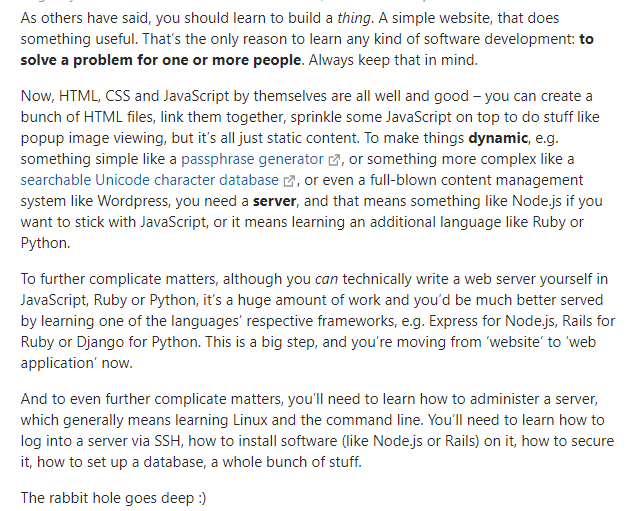 As others have said, you should learn to build a thing. A simple website, that does
something useful. That's the only reason to learn any kind of software development: to
solve a problem for one or more people. Always keep that in mind.
Now, HTML, CSS and JavaScript by themselves are all well and good – you can create a
bunch of HTML files, link them together, sprinkle some JavaScript on top to do stuff like
popup image viewing, but it's all just static content. To make things dynamic, e.g.
something simple like a passphrase generator, or something more complex like a
searchable Unicode character database, or even a full-blown content management
system like Wordpress, you need a server, and that means something like Node.js if you
want to stick with JavaScript, or it means learning an additional language like Ruby or
Python.
To further complicate matters, although you can technically write a web server yourself in
JavaScript, Ruby or Python, it's a huge amount of work and you'd be much better served
by learning one of the languages' respective frameworks, e.g. Express for Node.js, Rails for
Ruby or Django for Python. This is a big step, and you're moving from 'website' to 'web
application' now.
And to even further complicate matters, you'll need to learn how to administer a server,
which generally means learning Linux and the command line. You'll need to learn how to
log into a server via SSH, how to install software (like Node.js or Rails) on it, how to secure
it, how to set up a database, a whole bunch of stuff.
The rabbit hole goes deep :)